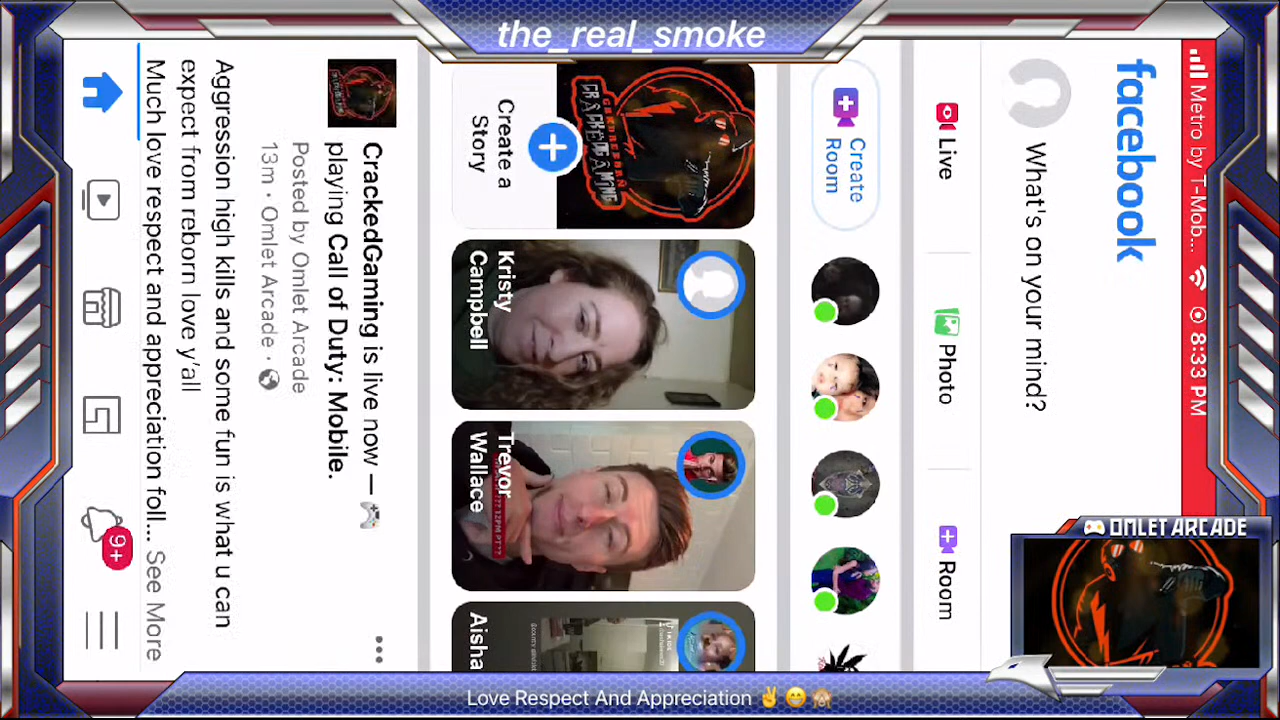 the_real_smoke
Metro by T-Mob... 8:33 PM
facebook
What's on your mind?
Live
Photo
Room
Create
Room
CRACKEDGAMING
Create a
Story
Kristy
Campbell
Trevor
Wallace
Aisha
CrackedGaming is live now — 🎮
playing Call of Duty: Mobile.
Posted by Omlet Arcade
13m · Omlet Arcade ·
Aggression high kills and some fun is what u can
expect from reborn love y'all
Much love respect and appreciation foll... See More
9+
OMLET ARCADE
Love Respect And Appreciation ✌️😁🙈